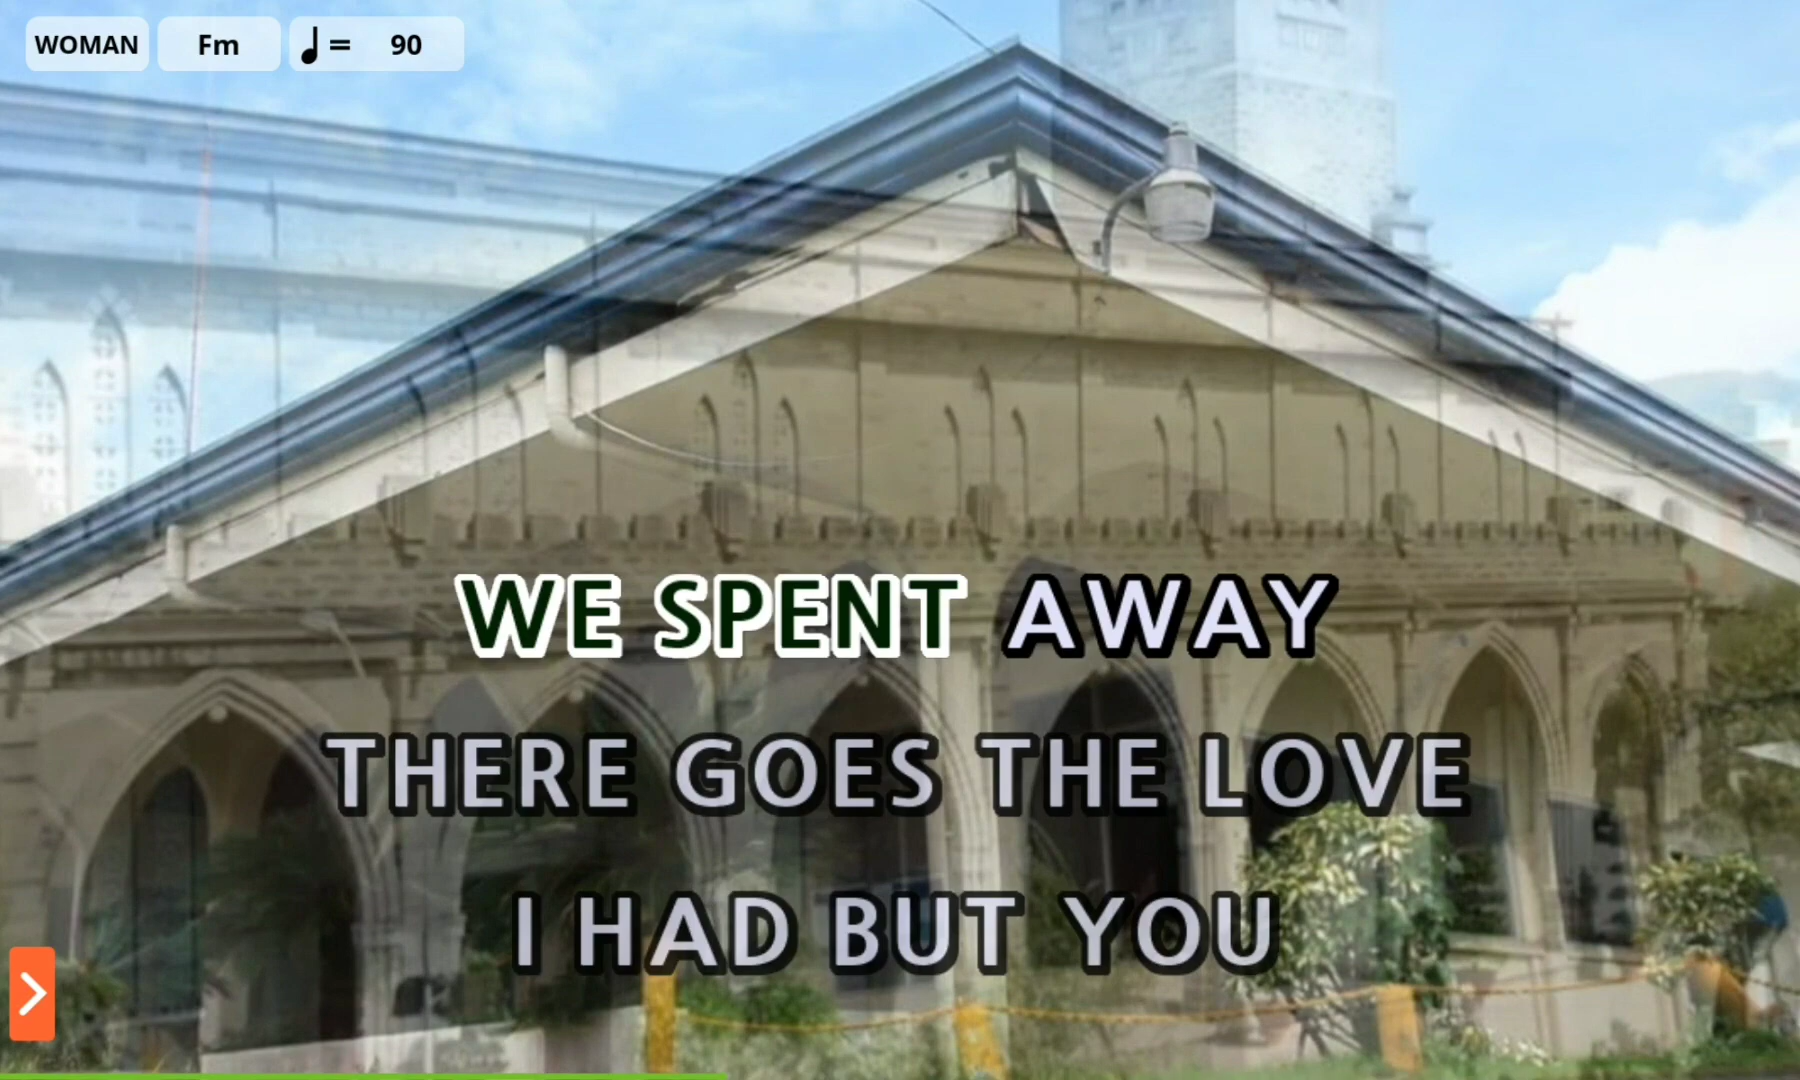 WOMAN Fm ♩ = 90
WE SPENT AWAY
THERE GOES THE LOVE
I HAD BUT YOU